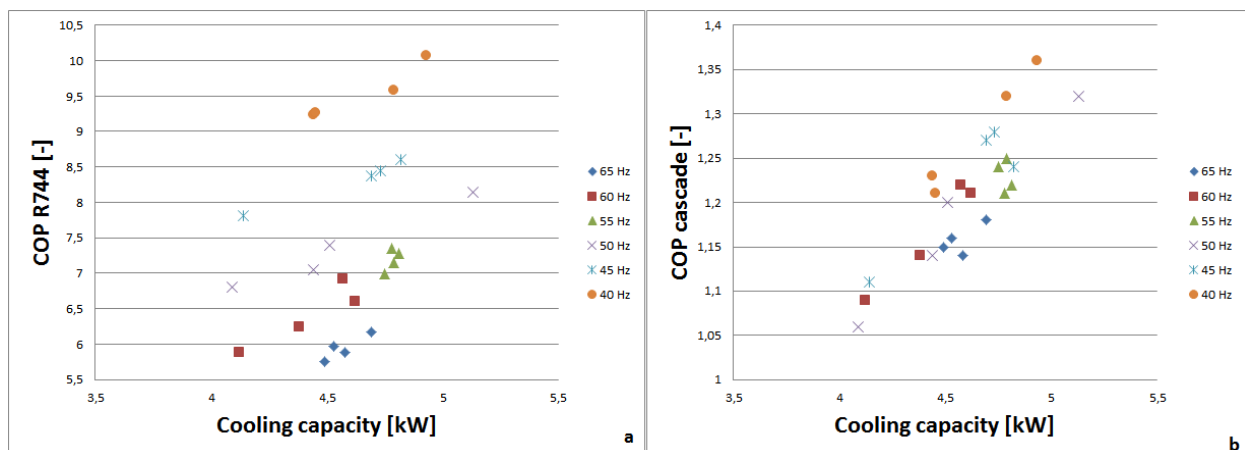 10,5
10
9,5
9
8,5
8
7,5
7
6,5
6
5,5
3,5 4 4,5 5 5,5
COP R744 [-]
Cooling capacity [kW]
65 Hz
60 Hz
55 Hz
50 Hz
45 Hz
40 Hz
a
1,4
1,35
1,3
1,25
1,2
1,15
1,1
1,05
1
3,5 4 4,5 5 5,5
COP cascade [-]
Cooling capacity [kW]
65 Hz
60 Hz
55 Hz
50 Hz
45 Hz
40 Hz
b